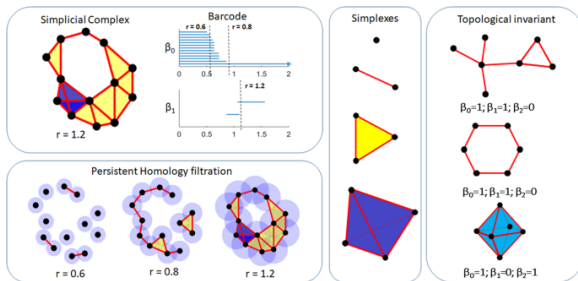 Simplicial Complex
r = 1.2
Barcode
r = 0.6
r = 0.8
β₀
0
0.5
1
1.5
2
r = 1.2
β₁
0
0.5
1
1.5
2
Persistent Homology filtration
r = 0.6
r = 0.8
r = 1.2
Simplexes
Topological invariant
β₀=1; β₁=1; β₂=0
β₀=1; β₁=1; β₂=0
β₀=1; β₁=0; β₂=1